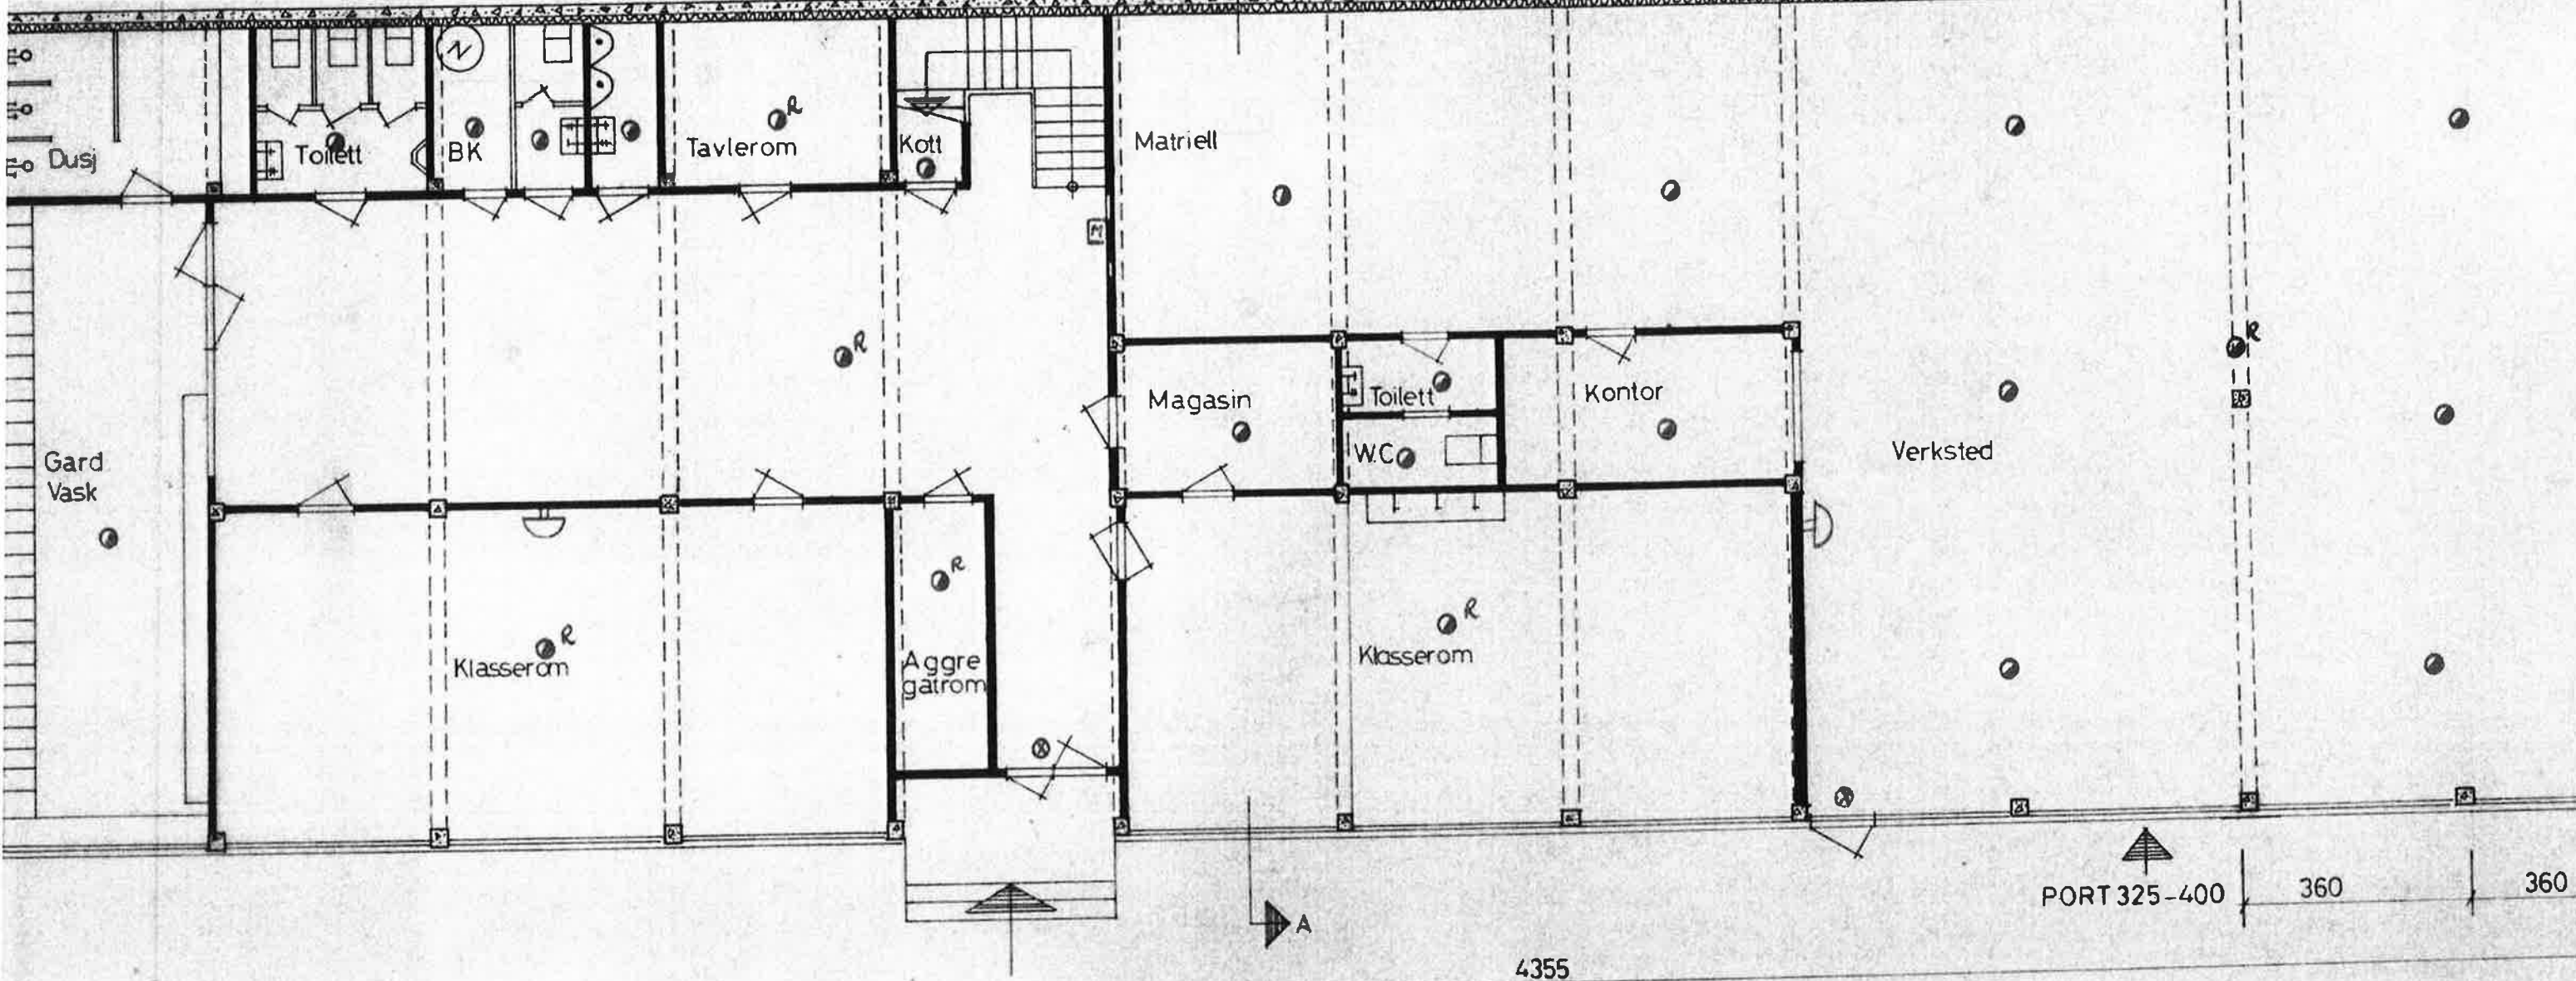 Dusj
Toilett
BK
Tavlerom
R
Kott
Matriell
M
R
R
Magasin
Toilett
Kontor
W.C
Verksted
Gard
Vask
R
R
R
Klasserom
Aggre
gatrom
Klasserom
PORT 325-400
360
360
A
4355